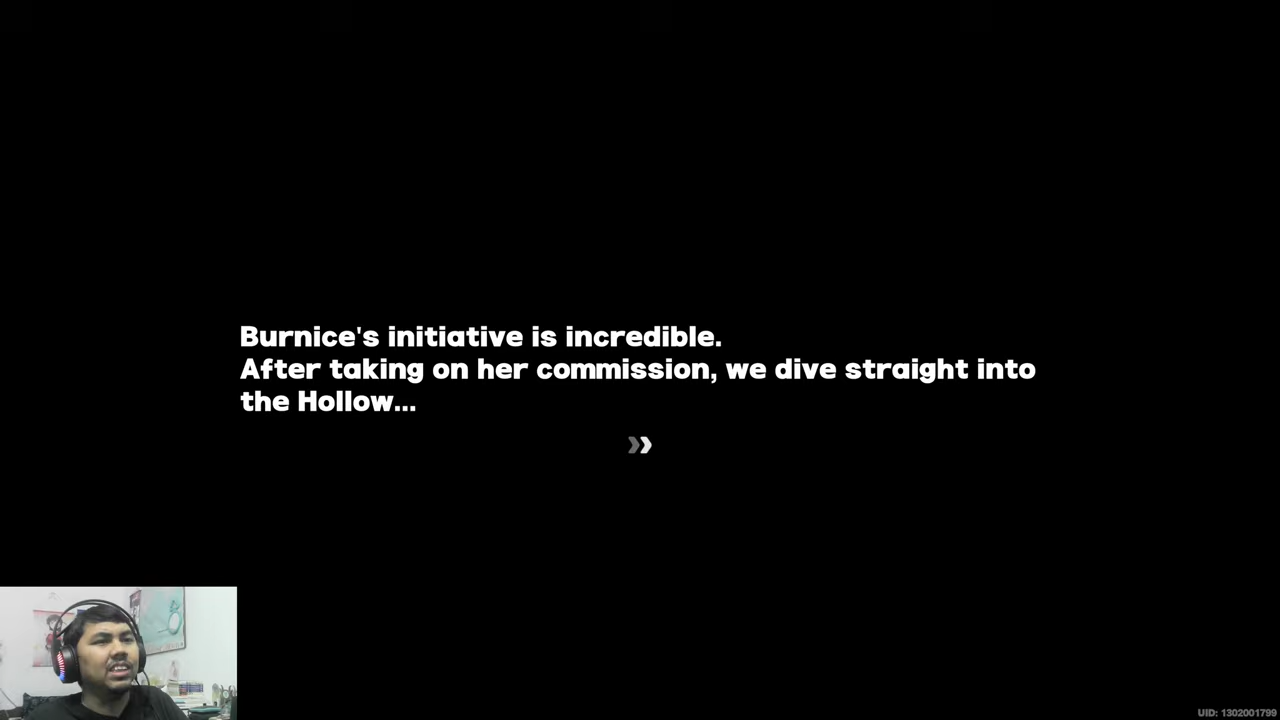 Burnice's initiative is incredible.
After taking on her commission, we dive straight into
the Hollow...
UID: 1302001799